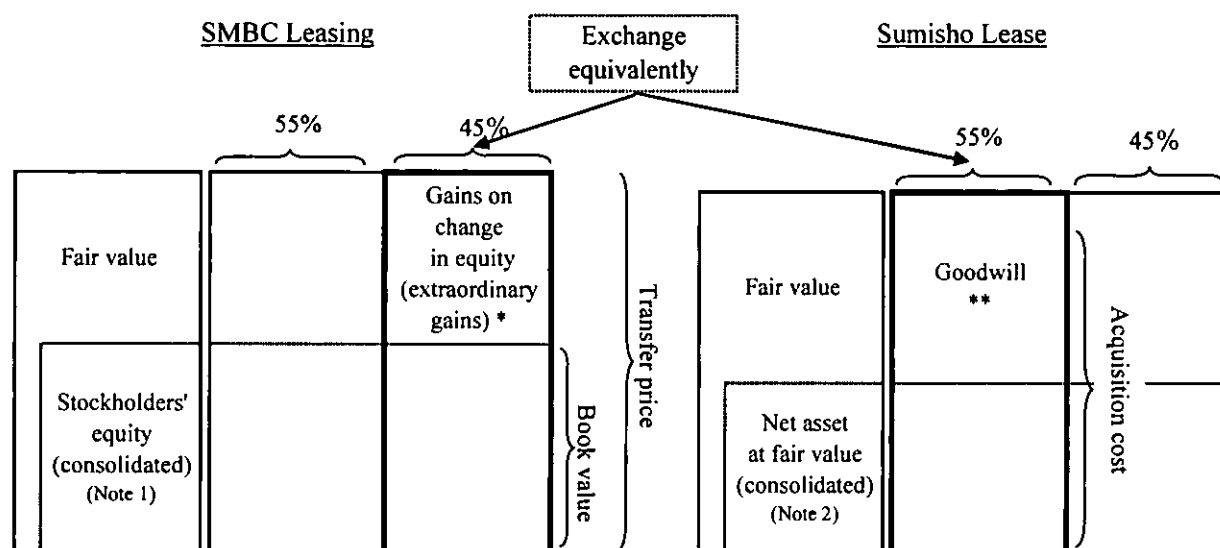 SMBC Leasing
Exchange
equivalently
Sumisho Lease
55%
45%
55%
45%
Fair value
Gains on
change
in equity
(extraordinary
gains) *
Transfer price
Stockholders'
equity
(consolidated)
(Note 1)
Book value
Fair value
Goodwill
**
Acquisition cost
Net asset
at fair value
(consolidated)
(Note 2)